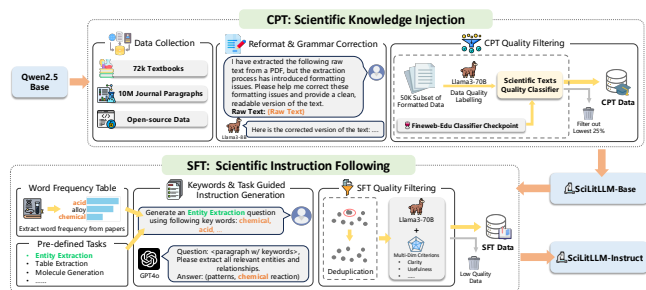 CPT: Scientific Knowledge Injection
Qwen2.5
Base
Data Collection
72k Textbooks
10M Journal Paragraphs
Open-source Data
Reformat & Grammar Correction
I have extracted the following raw
text from a PDF, but the extraction
process has introduced formatting
issues. Please help me correct these
formatting issues and provide a clean,
readable version of the text.
Raw Text: (Raw Text)
Llama3-8B
Here is the corrected version of the text: ....
CPT Quality Filtering
50K Subset of
Formatted Data
Llama3-70B
Data Quality
Labelling
Scientific Texts
Quality Classifier
Fineweb-Edu Classifier Checkpoint
CPT Data
Filter out
Lowest 25%
SFT: Scientific Instruction Following
Word Frequency Table
acid
alloy
chemical
Extract word frequency from papers
Pre-defined Tasks
- Entity Extraction
• Table Extraction
• Molecule Generation
• ......
Keywords & Task Guided
Instruction Generation
Generate an Entity Extraction question
using following key words: chemical,
acid, ..
GPT4o
Question: <paragraph w/ keywords>,
Please extract all relevant entities and
relationships.
Answer: (patterns, chemical reaction)
SFT Quality Filtering
Deduplication
Llama3-70B
+
Multi-Dim Criterions
• Clarity
• Usefulness
• .....
SFT Data
Low Quality
Data
SciLitLLM-Base
SciLitLLM-Instruct